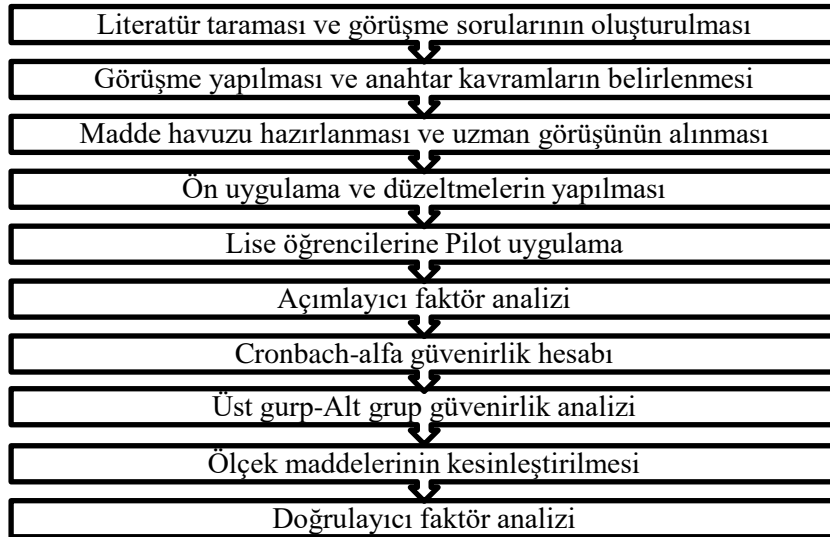 Literatür taraması ve görüşme sorularının oluşturulması
Görüşme yapılması ve anahtar kavramların belirlenmesi
Madde havuzu hazırlanması ve uzman görüşünün alınması
Ön uygulama ve düzeltmelerin yapılması
Lise öğrencilerine Pilot uygulama
Açımlayıcı faktör analizi
Cronbach-alfa güvenirlik hesabı
Üst gurp-Alt grup güvenirlik analizi
Ölçek maddelerinin kesinleştirilmesi
Doğrulayıcı faktör analizi